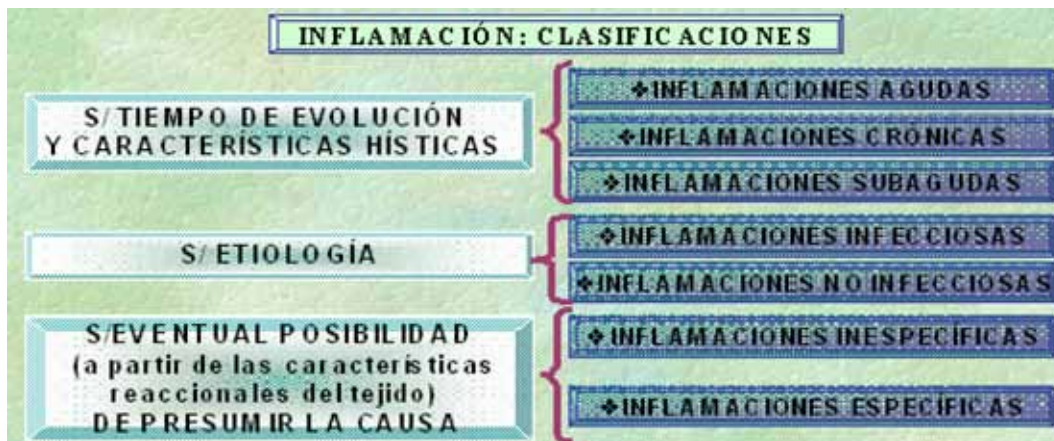 INFLAMACIÓN: CLASIFICACIONES
S/TIEMPO DE EVOLUCIÓN
Y CARACTERÍSTICAS HÍSTICAS
❖INFLAMACIONES AGUDAS
❖INFLAMACIONES CRÓNICAS
❖INFLAMACIONES SUBAGUDAS
S/ETIOLOGÍA
❖INFLAMACIONES INFECCIOSAS
❖INFLAMACIONES NO INFECCIOSAS
S/EVENTUAL POSIBILIDAD
(a partir de las características
reaccionales del tejido)
DE PRESUMIR LA CAUSA
❖INFLAMACIONES INESPECÍFICAS
❖INFLAMACIONES ESPECÍFICAS